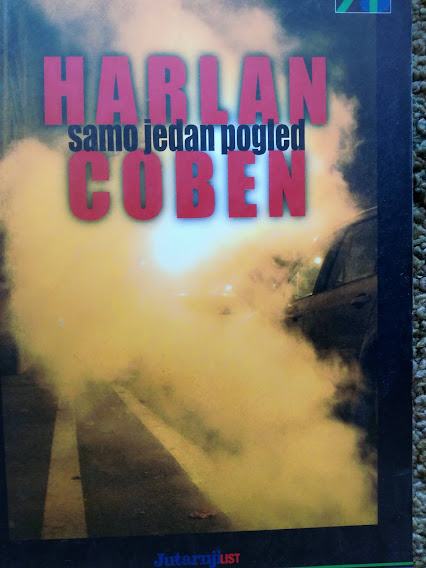 HARLAN
samo jedan pogled
COBEN
Jutarnji LIST